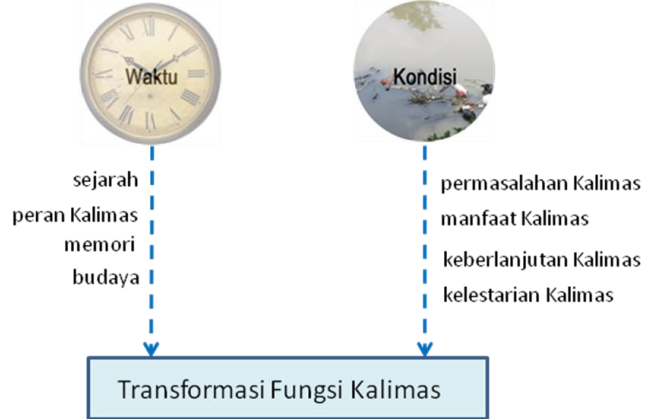 Waktu
Kondisi
sejarah
peran Kalimas
memori
budaya
permasalahan Kalimas
manfaat Kalimas
keberlanjutan Kalimas
kelestarian Kalimas
Transformasi Fungsi Kalimas